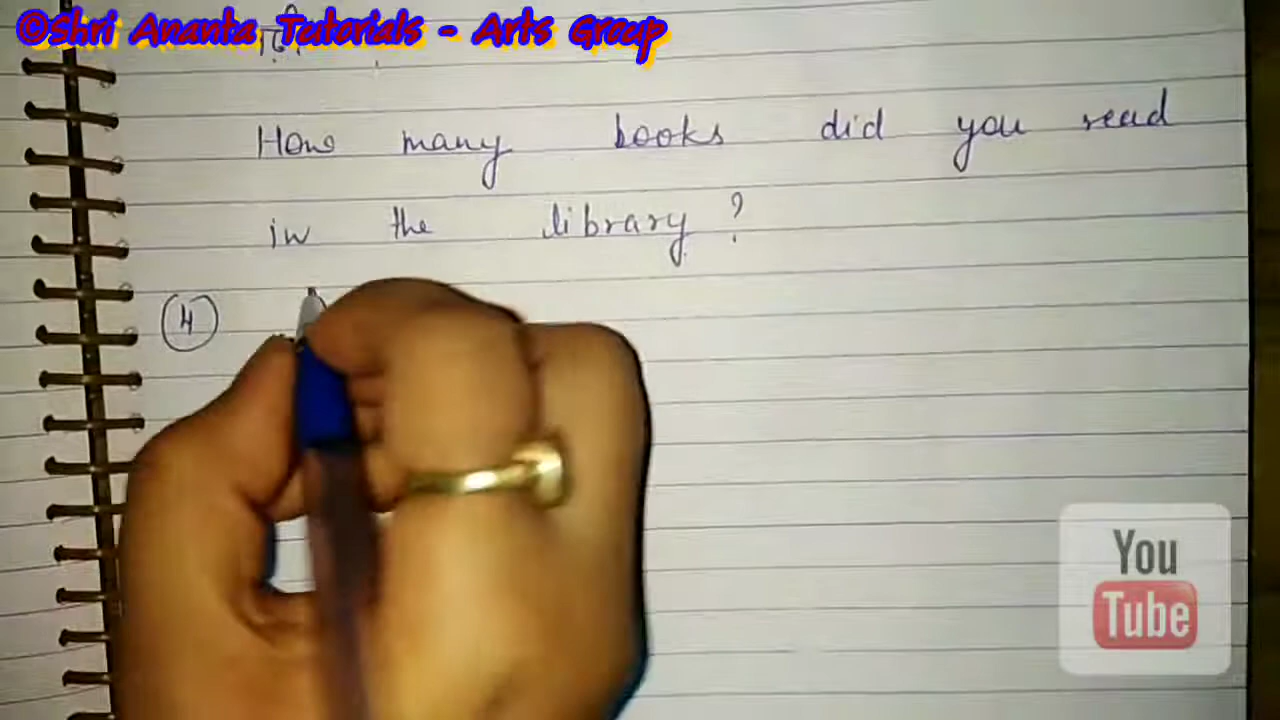 ©Shri Ananta Tutorials - Arts Group
How many books did you read
in the library?
4
You
Tube